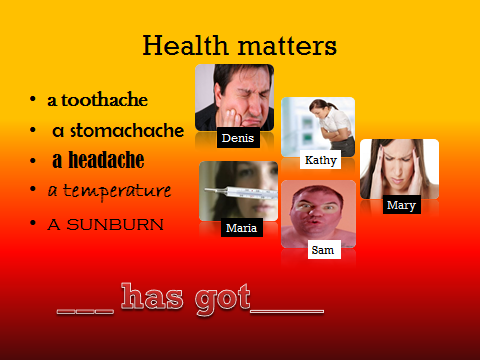 Health matters
• a toothache
• a stomachache
• a headache
• a temperature
• A SUNBURN
Denis
Kathy
Mary
Maria
Sam
___ has got____